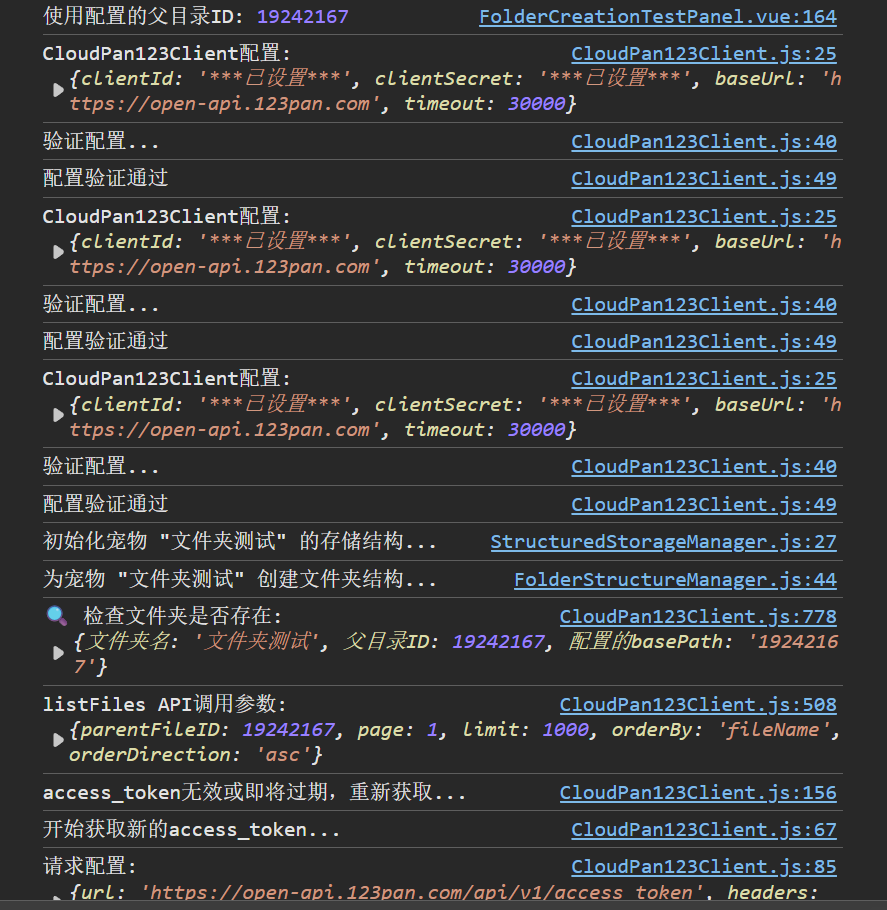 使用配置的父目录ID: 19242167 FolderCreationTestPanel.vue:164
CloudPan123Client配置: CloudPan123Client.js:25
{clientId: '***已设置***', clientSecret: '***已设置***', baseUrl: 'h
ttps://open-api.123pan.com', timeout: 30000}
验证配置... CloudPan123Client.js:40
配置验证通过 CloudPan123Client.js:49
CloudPan123Client配置: CloudPan123Client.js:25
{clientId: '***已设置***', clientSecret: '***已设置***', baseUrl: 'h
ttps://open-api.123pan.com', timeout: 30000}
验证配置... CloudPan123Client.js:40
配置验证通过 CloudPan123Client.js:49
CloudPan123Client配置: CloudPan123Client.js:25
{clientId: '***已设置***', clientSecret: '***已设置***', baseUrl: 'h
ttps://open-api.123pan.com', timeout: 30000}
验证配置... CloudPan123Client.js:40
配置验证通过 CloudPan123Client.js:49
初始化宠物 "文件夹测试" 的存储结构... StructuredStorageManager.js:27
为宠物 "文件夹测试" 创建文件夹结构... FolderStructureManager.js:44
🔍 检查文件夹是否存在: CloudPan123Client.js:778
{文件夹名: '文件夹测试', 父目录ID: 19242167, 配置的basePath: '1924216
7'}
listFiles API调用参数: CloudPan123Client.js:508
{parentFileID: 19242167, page: 1, limit: 1000, orderBy: 'fileName',
orderDirection: 'asc'}
access_token无效或即将过期，重新获取... CloudPan123Client.js:156
开始获取新的access_token... CloudPan123Client.js:67
请求配置: CloudPan123Client.js:85
{url: 'https://open-api.123pan.com/api/v1/access_token', headers: